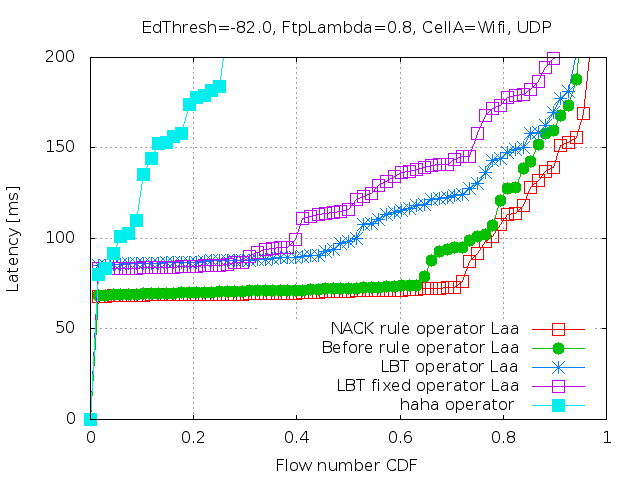 EdThresh=-82.0, FtpLambda=0.8, CellA=Wifi, UDP
200
150
100
50
0
Latency [ms]
NACK rule operator Laa
Before rule operator Laa
LBT operator Laa
LBT fixed operator Laa
haha operator
0
0.2
0.4
0.6
0.8
1
Flow number CDF